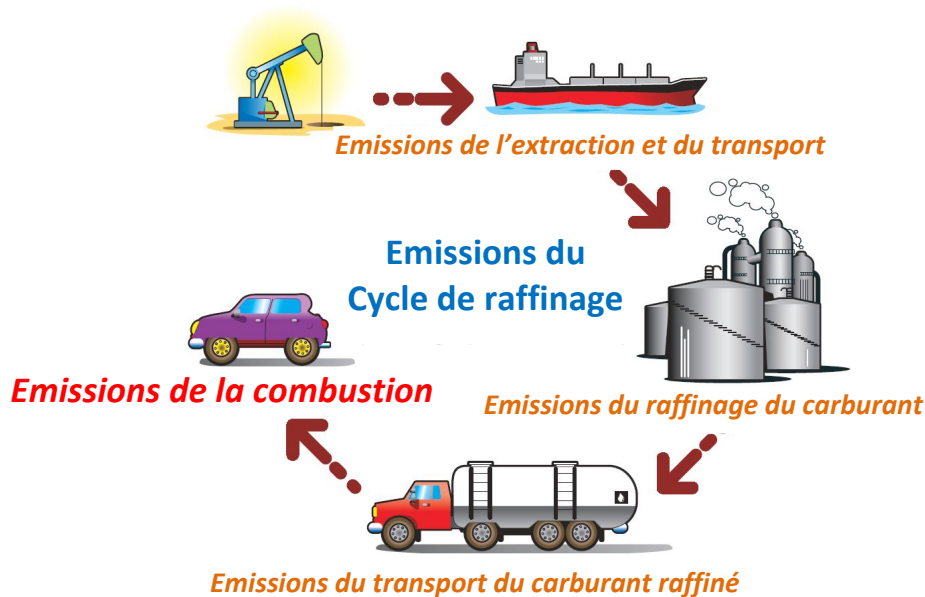 Emissions de l’extraction et du transport
Emissions du
Cycle de raffinage
Emissions de la combustion
Emissions du raffinage du carburant
Emissions du transport du carburant raffiné